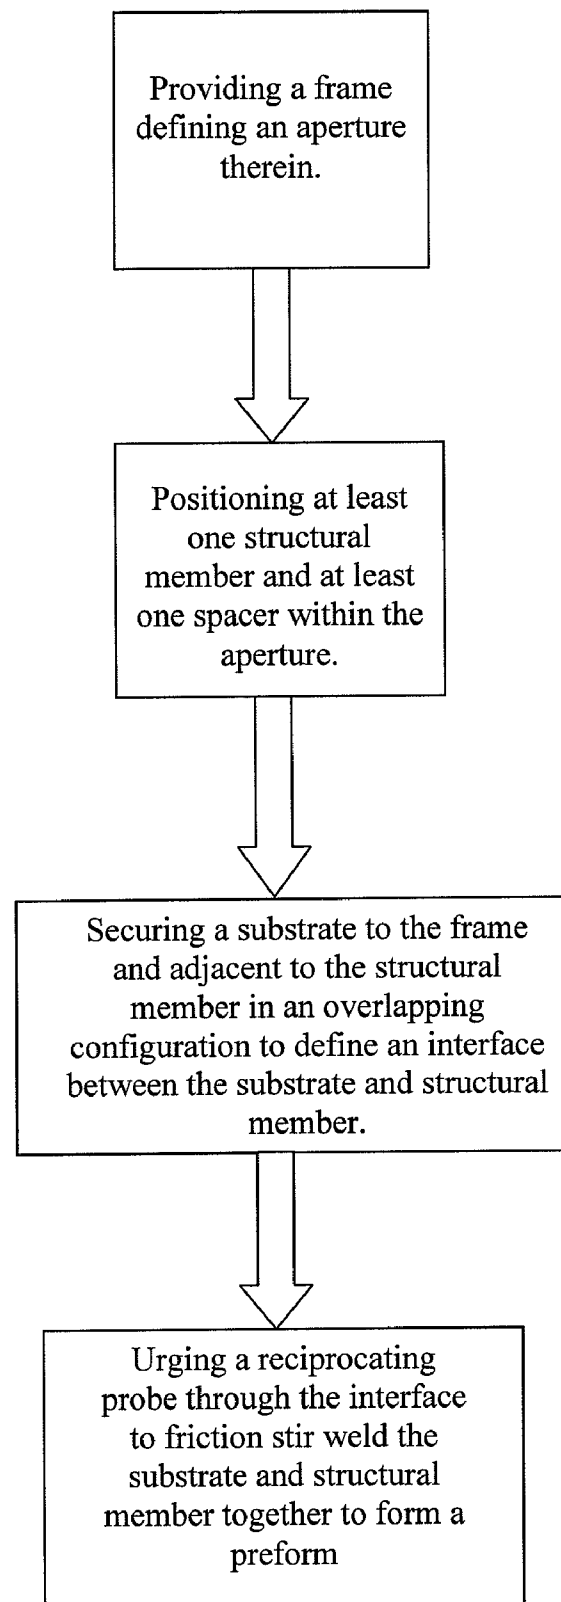 Providing a frame
defining an aperture
therein.
Positioning at least
one structural
member and at least
one spacer within the
aperture.
Securing a substrate to the frame
and adjacent to the structural
member in an overlapping
configuration to define an interface
between the substrate and structural
member.
Urging a reciprocating
probe through the interface
to friction stir weld the
substrate and structural
member together to form a
preform